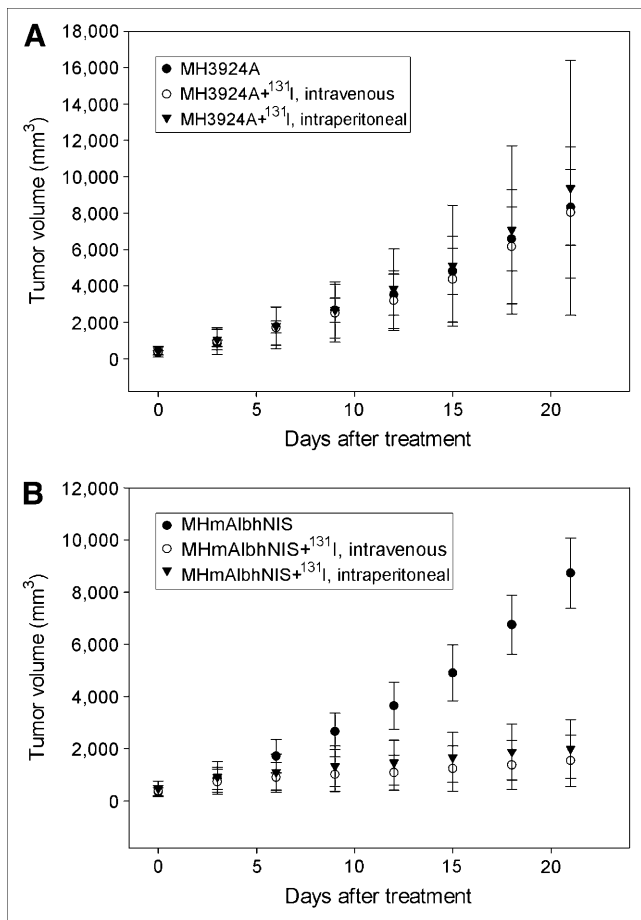 A
18,000
16,000
14,000
12,000
10,000
8,000
6,000
4,000
2,000
0
Tumor volume (mm³)
MH3924A
MH3924A+¹³¹I, intravenous
MH3924A+¹³¹I, intraperitoneal
0 5 10 15 20
Days after treatment
B
12,000
10,000
8,000
6,000
4,000
2,000
0
Tumor volume (mm³)
MHmAlbhNIS
MHmAlbhNIS+¹³¹I, intravenous
MHmAlbhNIS+¹³¹I, intraperitoneal
0 5 10 15 20
Days after treatment